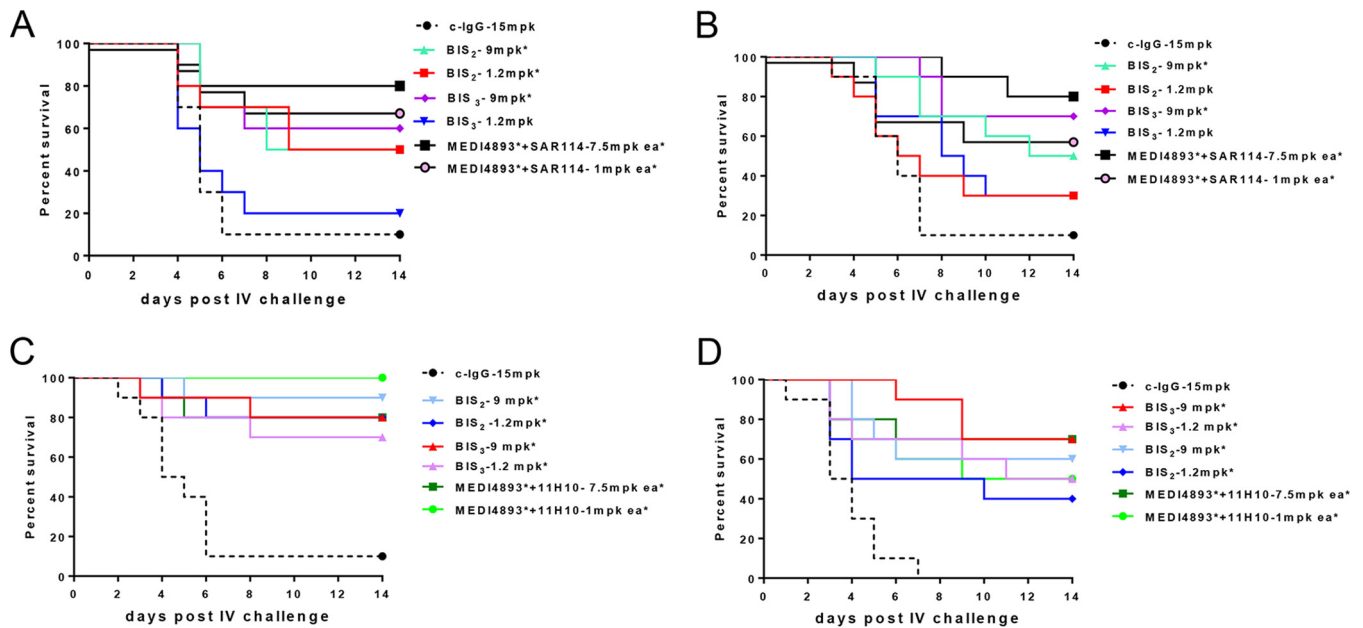 A
Percent survival
100
80
60
40
20
0
0 2 4 6 8 10 12 14
days post IV challenge
c-IgG-15mpk
BIS2- 9mpk*
BIS2- 1.2mpk*
BIS3- 9mpk*
BIS3- 1.2mpk
MEDI4893*+SAR114-7.5mpk ea*
MEDI4893*+SAR114- 1mpk ea*
B
Percent survival
100
80
60
40
20
0
0 2 4 6 8 10 12 14
days post IV challenge
c-IgG-15mpk
BIS2- 9mpk*
BIS2- 1.2mpk
BIS3- 9mpk*
BIS3- 1.2mpk
MEDI4893*+SAR114-7.5mpk ea*
MEDI4893*+SAR114- 1mpk ea*
C
Percent survival
100
80
60
40
20
0
0 2 4 6 8 10 12 14
days post IV challenge
c-IgG-15mpk
BIS2- 9 mpk*
BIS2 -1.2mpk*
BIS3-9 mpk*
BIS3-1.2 mpk*
MEDI4893*+11H10- 7.5mpk ea*
MEDI4893*+11H10-1mpk ea*
D
Percent survival
100
80
60
40
20
0
0 2 4 6 8 10 12 14
days post IV challenge
c-IgG-15mpk
BIS3-9 mpk*
BIS3-1.2 mpk*
BIS2-9 mpk*
BIS2-1.2mpk*
MEDI4893*+11H10-7.5mpk ea*
MEDI4893*+11H10-1mpk ea*